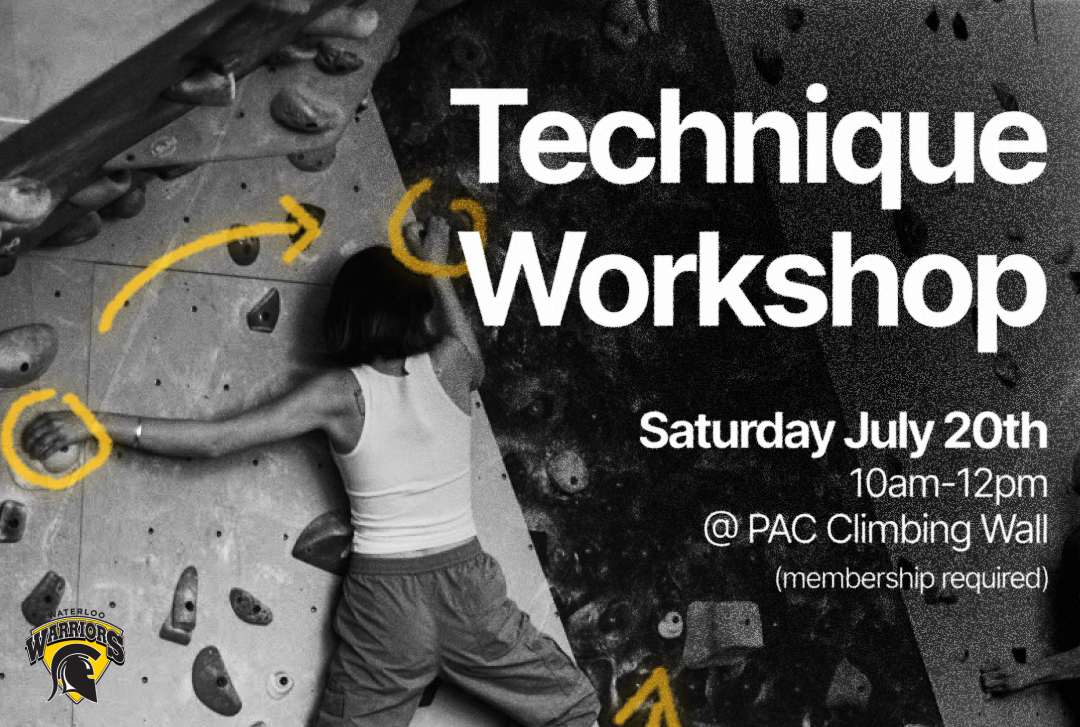 Technique
Workshop
Saturday July 20th
10am-12pm
@ PAC Climbing Wall
(membership required)
WATERLOO
WARRIORS